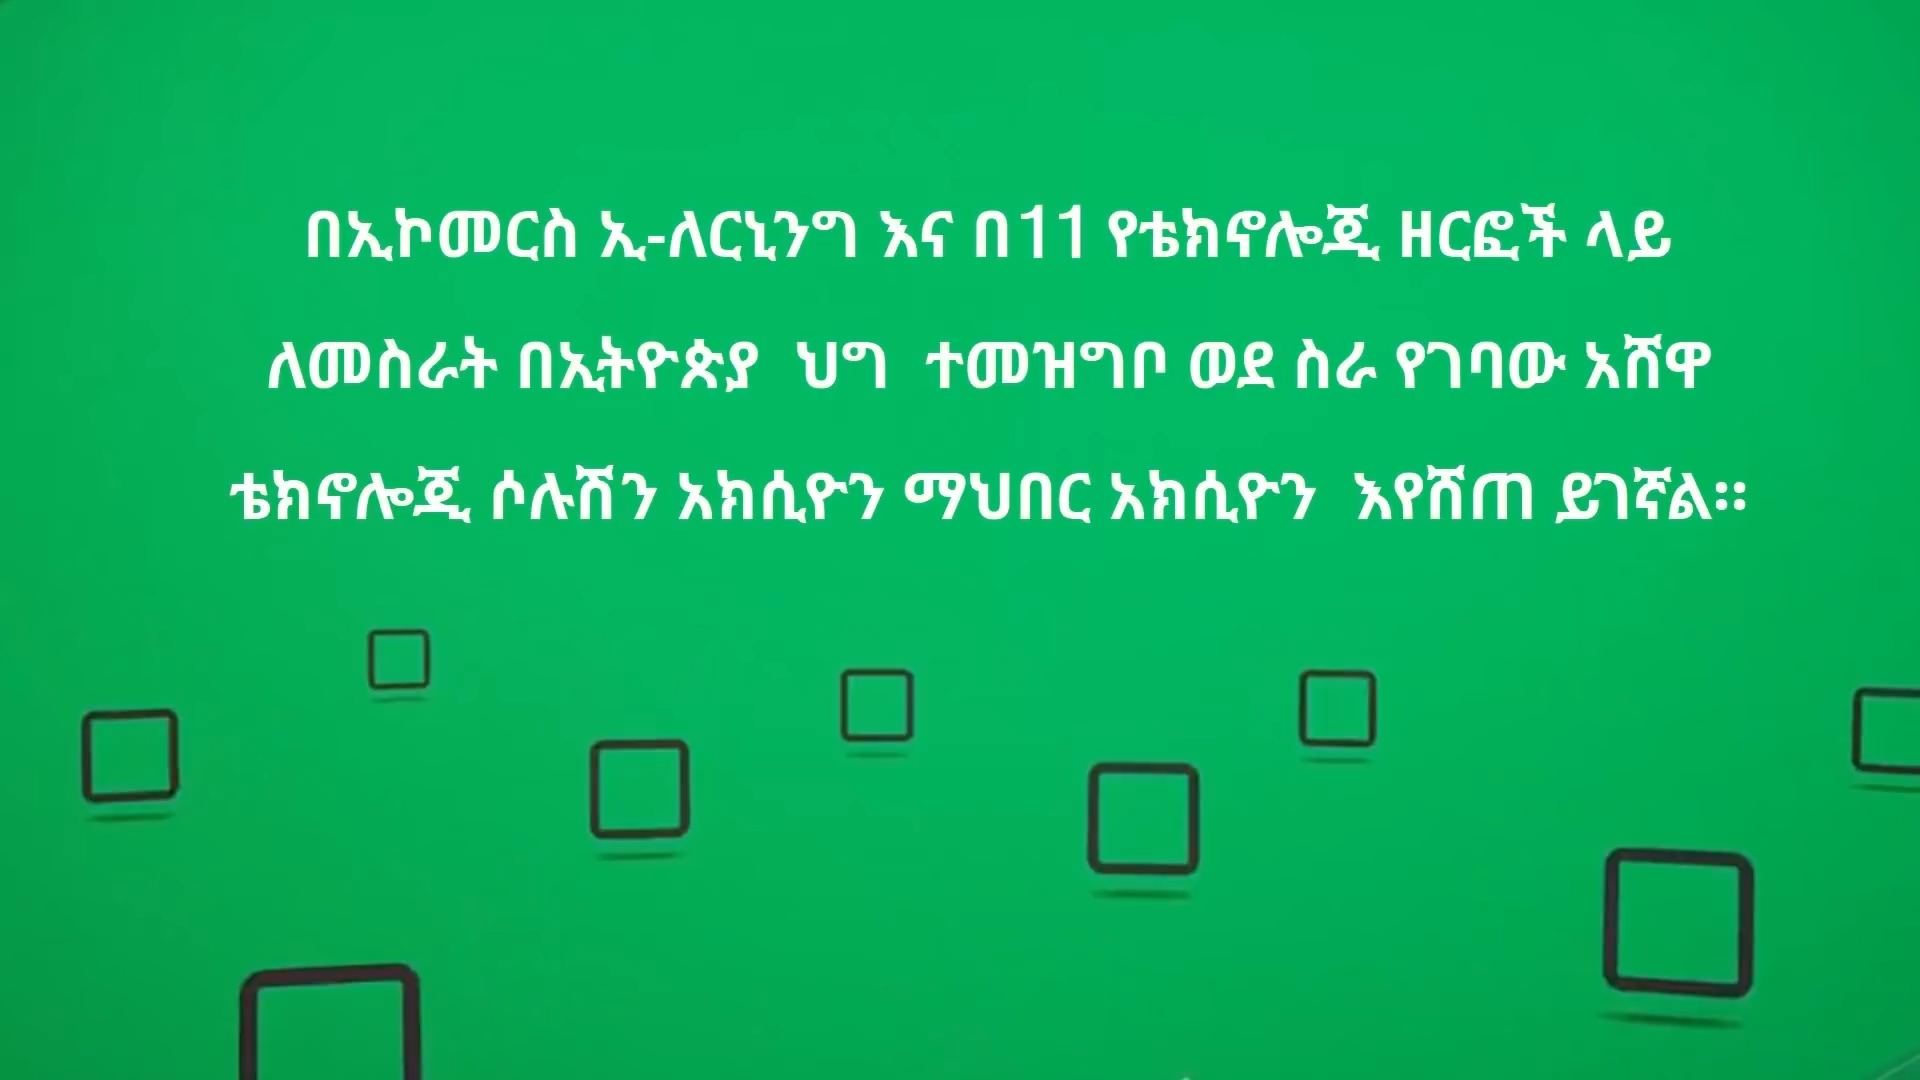 በኢኮመርስ ኢ-ለርኒንግ እና በ11 የቴክኖሎጂ ዘርፎች ላይ
ለመስራት በኢትዮጵያ ህግ ተመዝግቦ ወደ ስራ የገባው አሸዋ
ቴክኖሎጂ ሶሉሽን አክሲዮን ማህበር አክሲዮን እየሸጠ ይገኛል።